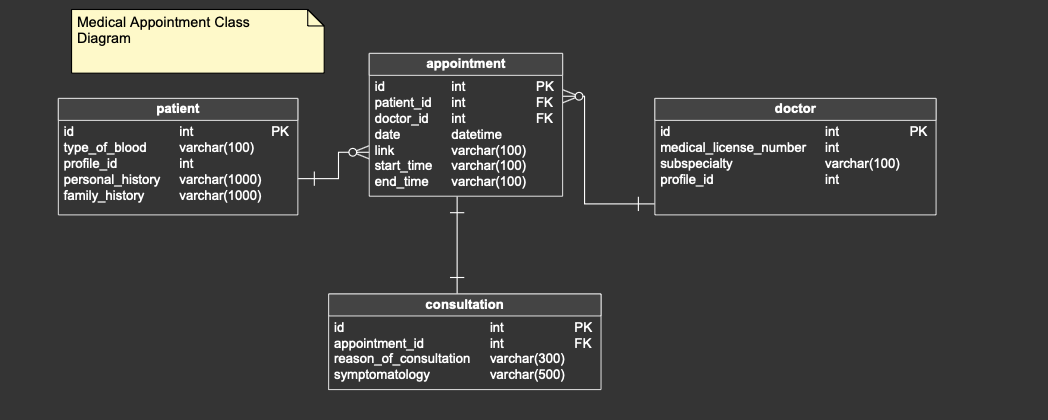 Medical Appointment Class
Diagram
patient
id int PK
type_of_blood varchar(100)
profile_id int
personal_history varchar(1000)
family_history varchar(1000)
appointment
id int PK
patient_id int FK
doctor_id int FK
date datetime
link varchar(100)
start_time varchar(100)
end_time varchar(100)
doctor
id int PK
medical_license_number int
subspecialty varchar(100)
profile_id int
consultation
id int PK
appointment_id int FK
reason_of_consultation varchar(300)
symptomatology varchar(500)